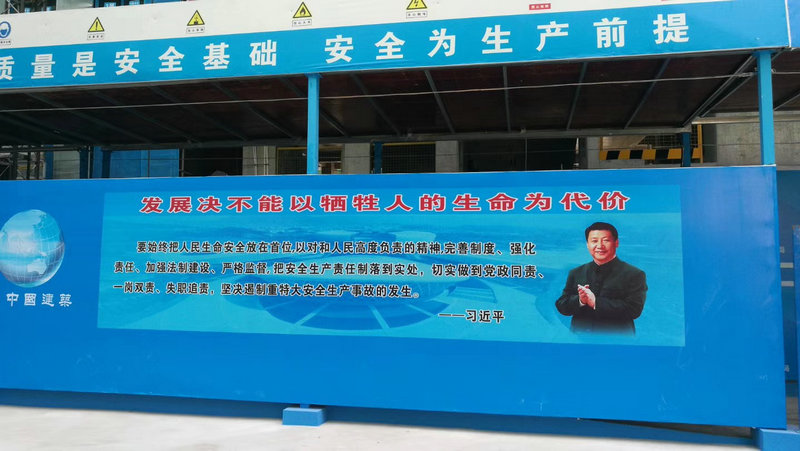 质量是安全基础 安全为生产前提
发展决不能以牺牲人的生命为代价
要始终把人民生命安全放在首位,以对和人民高度负责的精神,完善制度、强化
责任、加强法制建设、严格监督,把安全生产责任制落到实处，切实做到党政同责、
一岗双责、失职追责，坚决遏制重特大安全生产事故的发生。
——习近平
中國建築